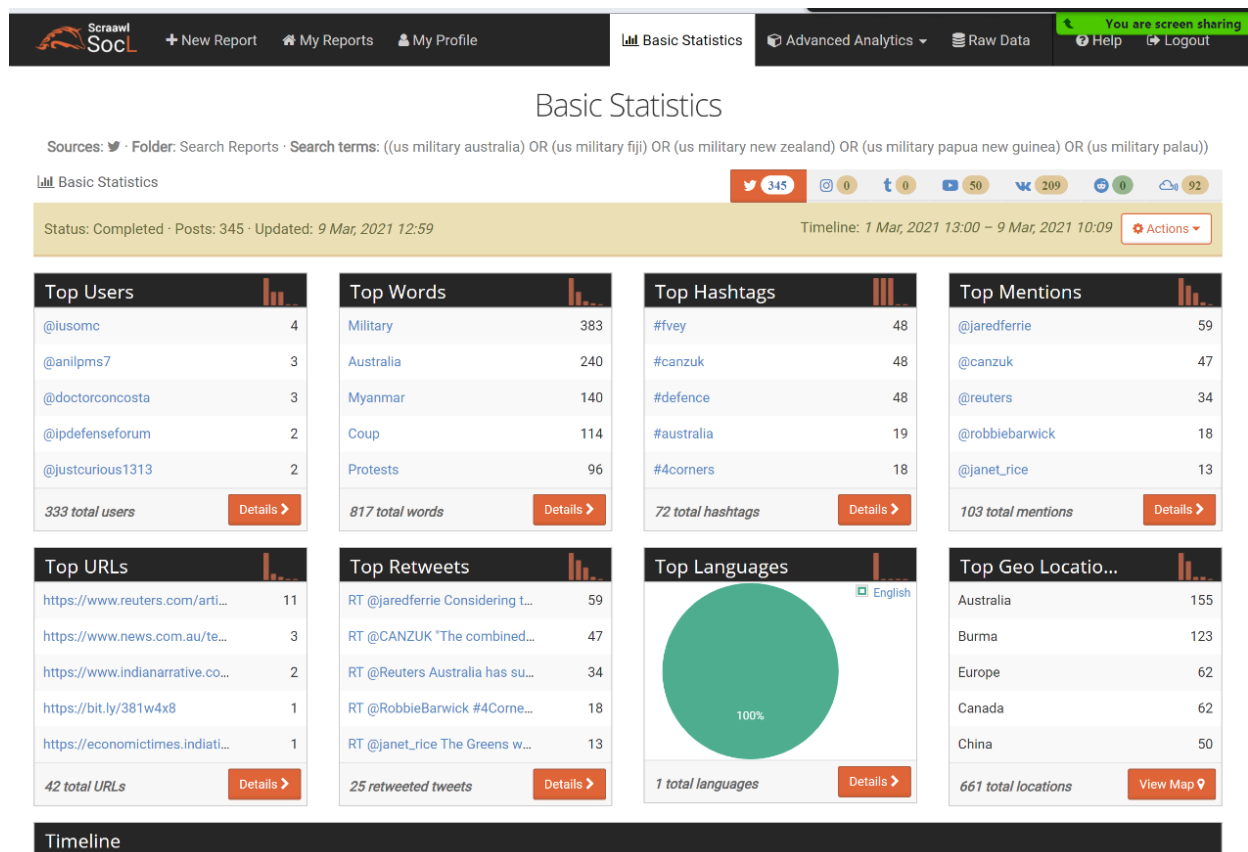 Scraawl
SocL
New Report
My Reports
My Profile
Basic Statistics
Advanced Analytics
Raw Data
You are screen sharing
Help
Logout
Basic Statistics
Sources: · Folder: Search Reports · Search terms: ((us military australia) OR (us military fiji) OR (us military new zealand) OR (us military papua new guinea) OR (us military palau))
Basic Statistics
345
0
t 0
50
209
0
92
Status: Completed · Posts: 345 · Updated: 9 Mar, 2021 12:59
Timeline: 1 Mar, 2021 13:00 – 9 Mar, 2021 10:09
Actions
Top Users
@iusomc 4
@anilpms7 3
@doctorconcosta 3
@ipdefenseforum 2
@justcurious1313 2
333 total users
Details
Top Words
Military 383
Australia 240
Myanmar 140
Coup 114
Protests 96
817 total words
Details
Top Hashtags
#fvey 48
#canzuk 48
#defence 48
#australia 19
#4corners 18
72 total hashtags
Details
Top Mentions
@jaredferrie 59
@canzuk 47
@reuters 34
@robbiebarwick 18
@janet_rice 13
103 total mentions
Details
Top URLs
https://www.reuters.com/arti... 11
https://www.news.com.au/te... 3
https://www.indianarrative.co... 2
https://bit.ly/381w4x8 1
https://economictimes.indiati... 1
42 total URLs
Details
Top Retweets
RT @jaredferrie Considering t... 59
RT @CANZUK "The combined... 47
RT @Reuters Australia has su... 34
RT @RobbieBarwick #4Corne... 18
RT @janet_rice The Greens w... 13
25 retweeted tweets
Details
Top Languages
English
100%
1 total languages
Details
Top Geo Locatio...
Australia 155
Burma 123
Europe 62
Canada 62
China 50
661 total locations
View Map
Timeline